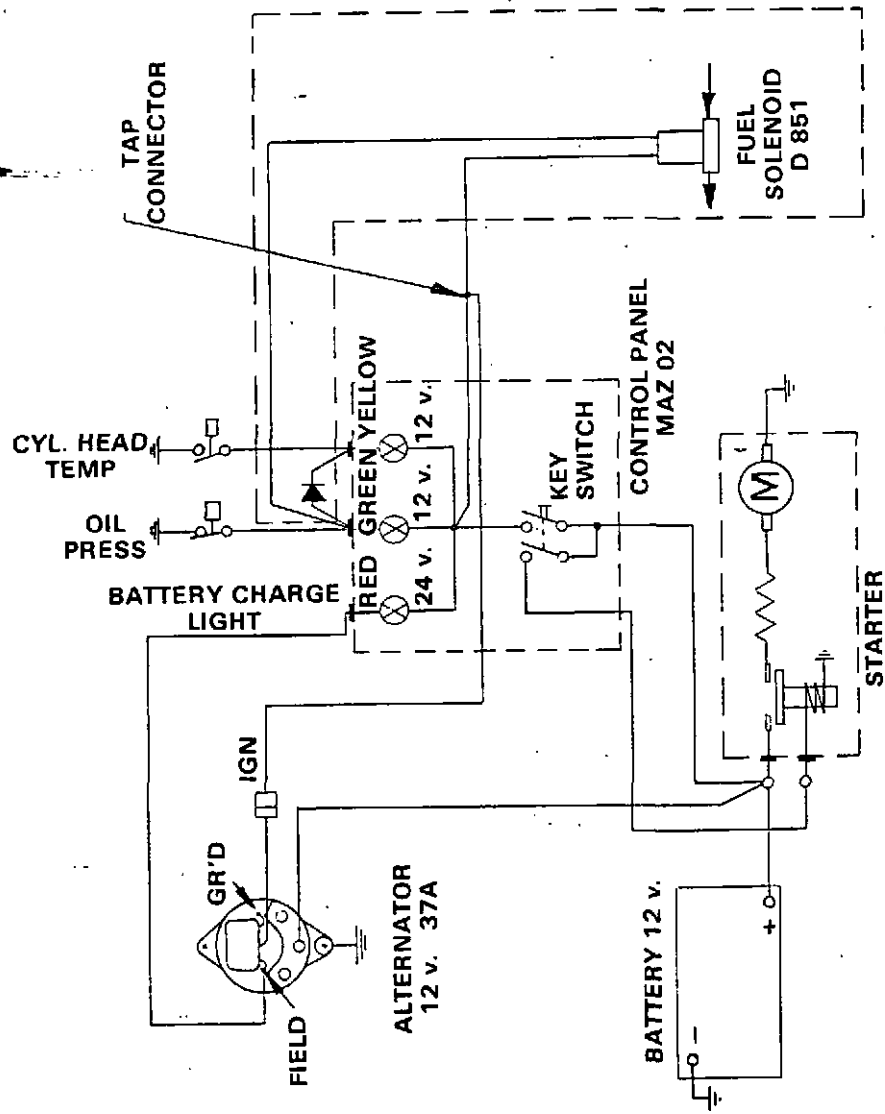 TAP
CONNECTOR
FUEL
SOLENOID
D 851
CYL. HEAD
TEMP
OIL
PRESS
BATTERY CHARGE
LIGHT
RED
GREEN
YELLOW
24 v.
12 v.
12 v.
KEY
SWITCH
CONTROL PANEL
MAZ 02
IGN
GR'D
FIELD
ALTERNATOR
12 v. 37A
M
STARTER
BATTERY 12 v.
+
−